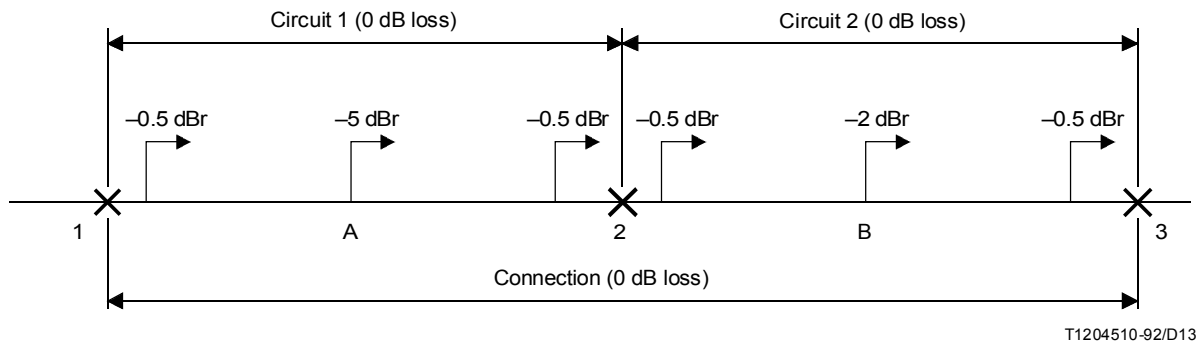 Circuit 1 (0 dB loss) Circuit 2 (0 dB loss)
–0.5 dBr –5 dBr –0.5 dBr –0.5 dBr –2 dBr –0.5 dBr
1 A 2 B 3
Connection (0 dB loss)
T1204510-92/D13